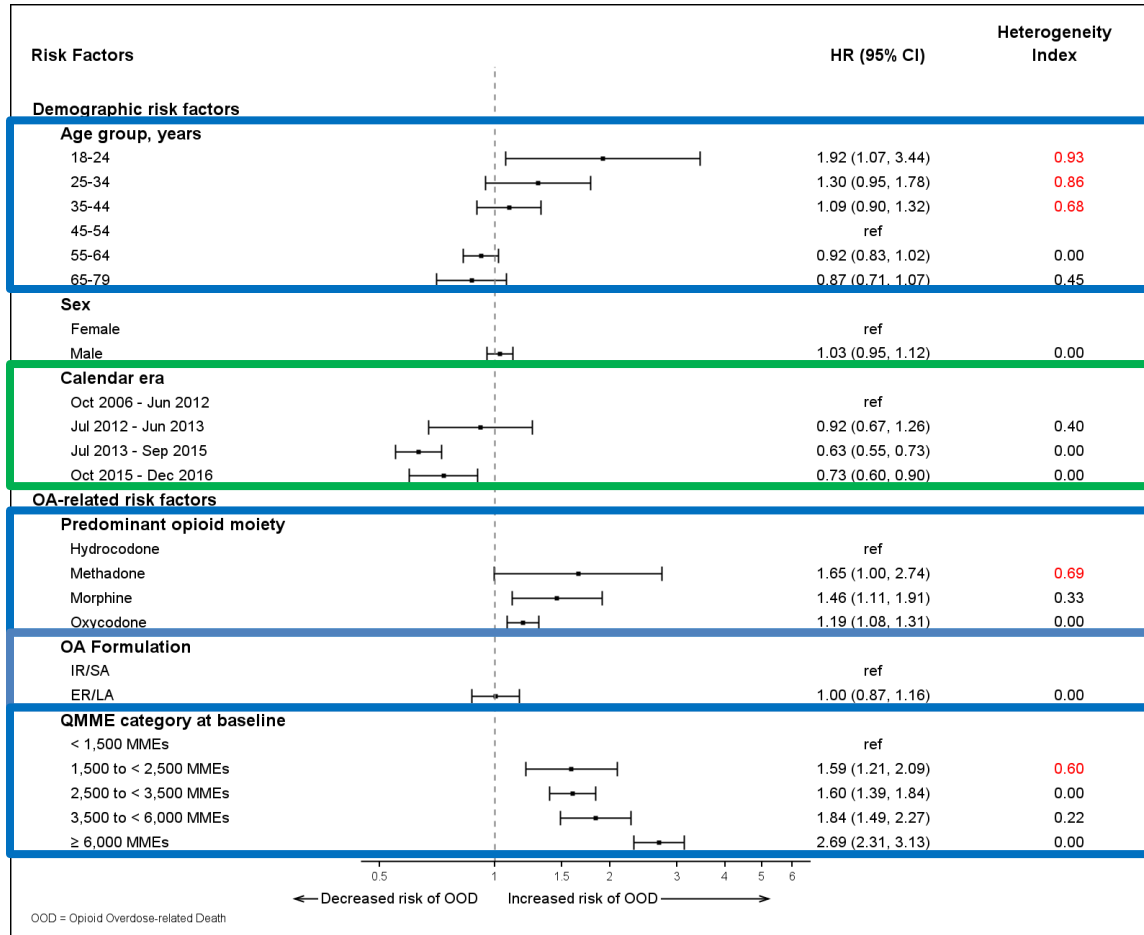 Risk Factors HR (95% CI) Heterogeneity Index
Demographic risk factors
Age group, years
18-24 1.92 (1.07, 3.44) 0.93
25-34 1.30 (0.95, 1.78) 0.86
35-44 1.09 (0.90, 1.32) 0.68
45-54 ref
55-64 0.92 (0.83, 1.02) 0.00
65-79 0.87 (0.71, 1.07) 0.45
Sex
Female ref
Male 1.03 (0.95, 1.12) 0.00
Calendar era
Oct 2006 - Jun 2012 ref
Jul 2012 - Jun 2013 0.92 (0.67, 1.26) 0.40
Jul 2013 - Sep 2015 0.63 (0.55, 0.73) 0.00
Oct 2015 - Dec 2016 0.73 (0.60, 0.90) 0.00
OA-related risk factors
Predominant opioid moiety
Hydrocodone ref
Methadone 1.65 (1.00, 2.74) 0.69
Morphine 1.46 (1.11, 1.91) 0.33
Oxycodone 1.19 (1.08, 1.31) 0.00
OA Formulation
IR/SA ref
ER/LA 1.00 (0.87, 1.16) 0.00
QMME category at baseline
< 1,500 MMEs ref
1,500 to < 2,500 MMEs 1.59 (1.21, 2.09) 0.60
2,500 to < 3,500 MMEs 1.60 (1.39, 1.84) 0.00
3,500 to < 6,000 MMEs 1.84 (1.49, 2.27) 0.22
≥ 6,000 MMEs 2.69 (2.31, 3.13) 0.00
0.5 1 1.5 2 3 4 5 6
Decreased risk of OOD Increased risk of OOD
OOD = Opioid Overdose-related Death